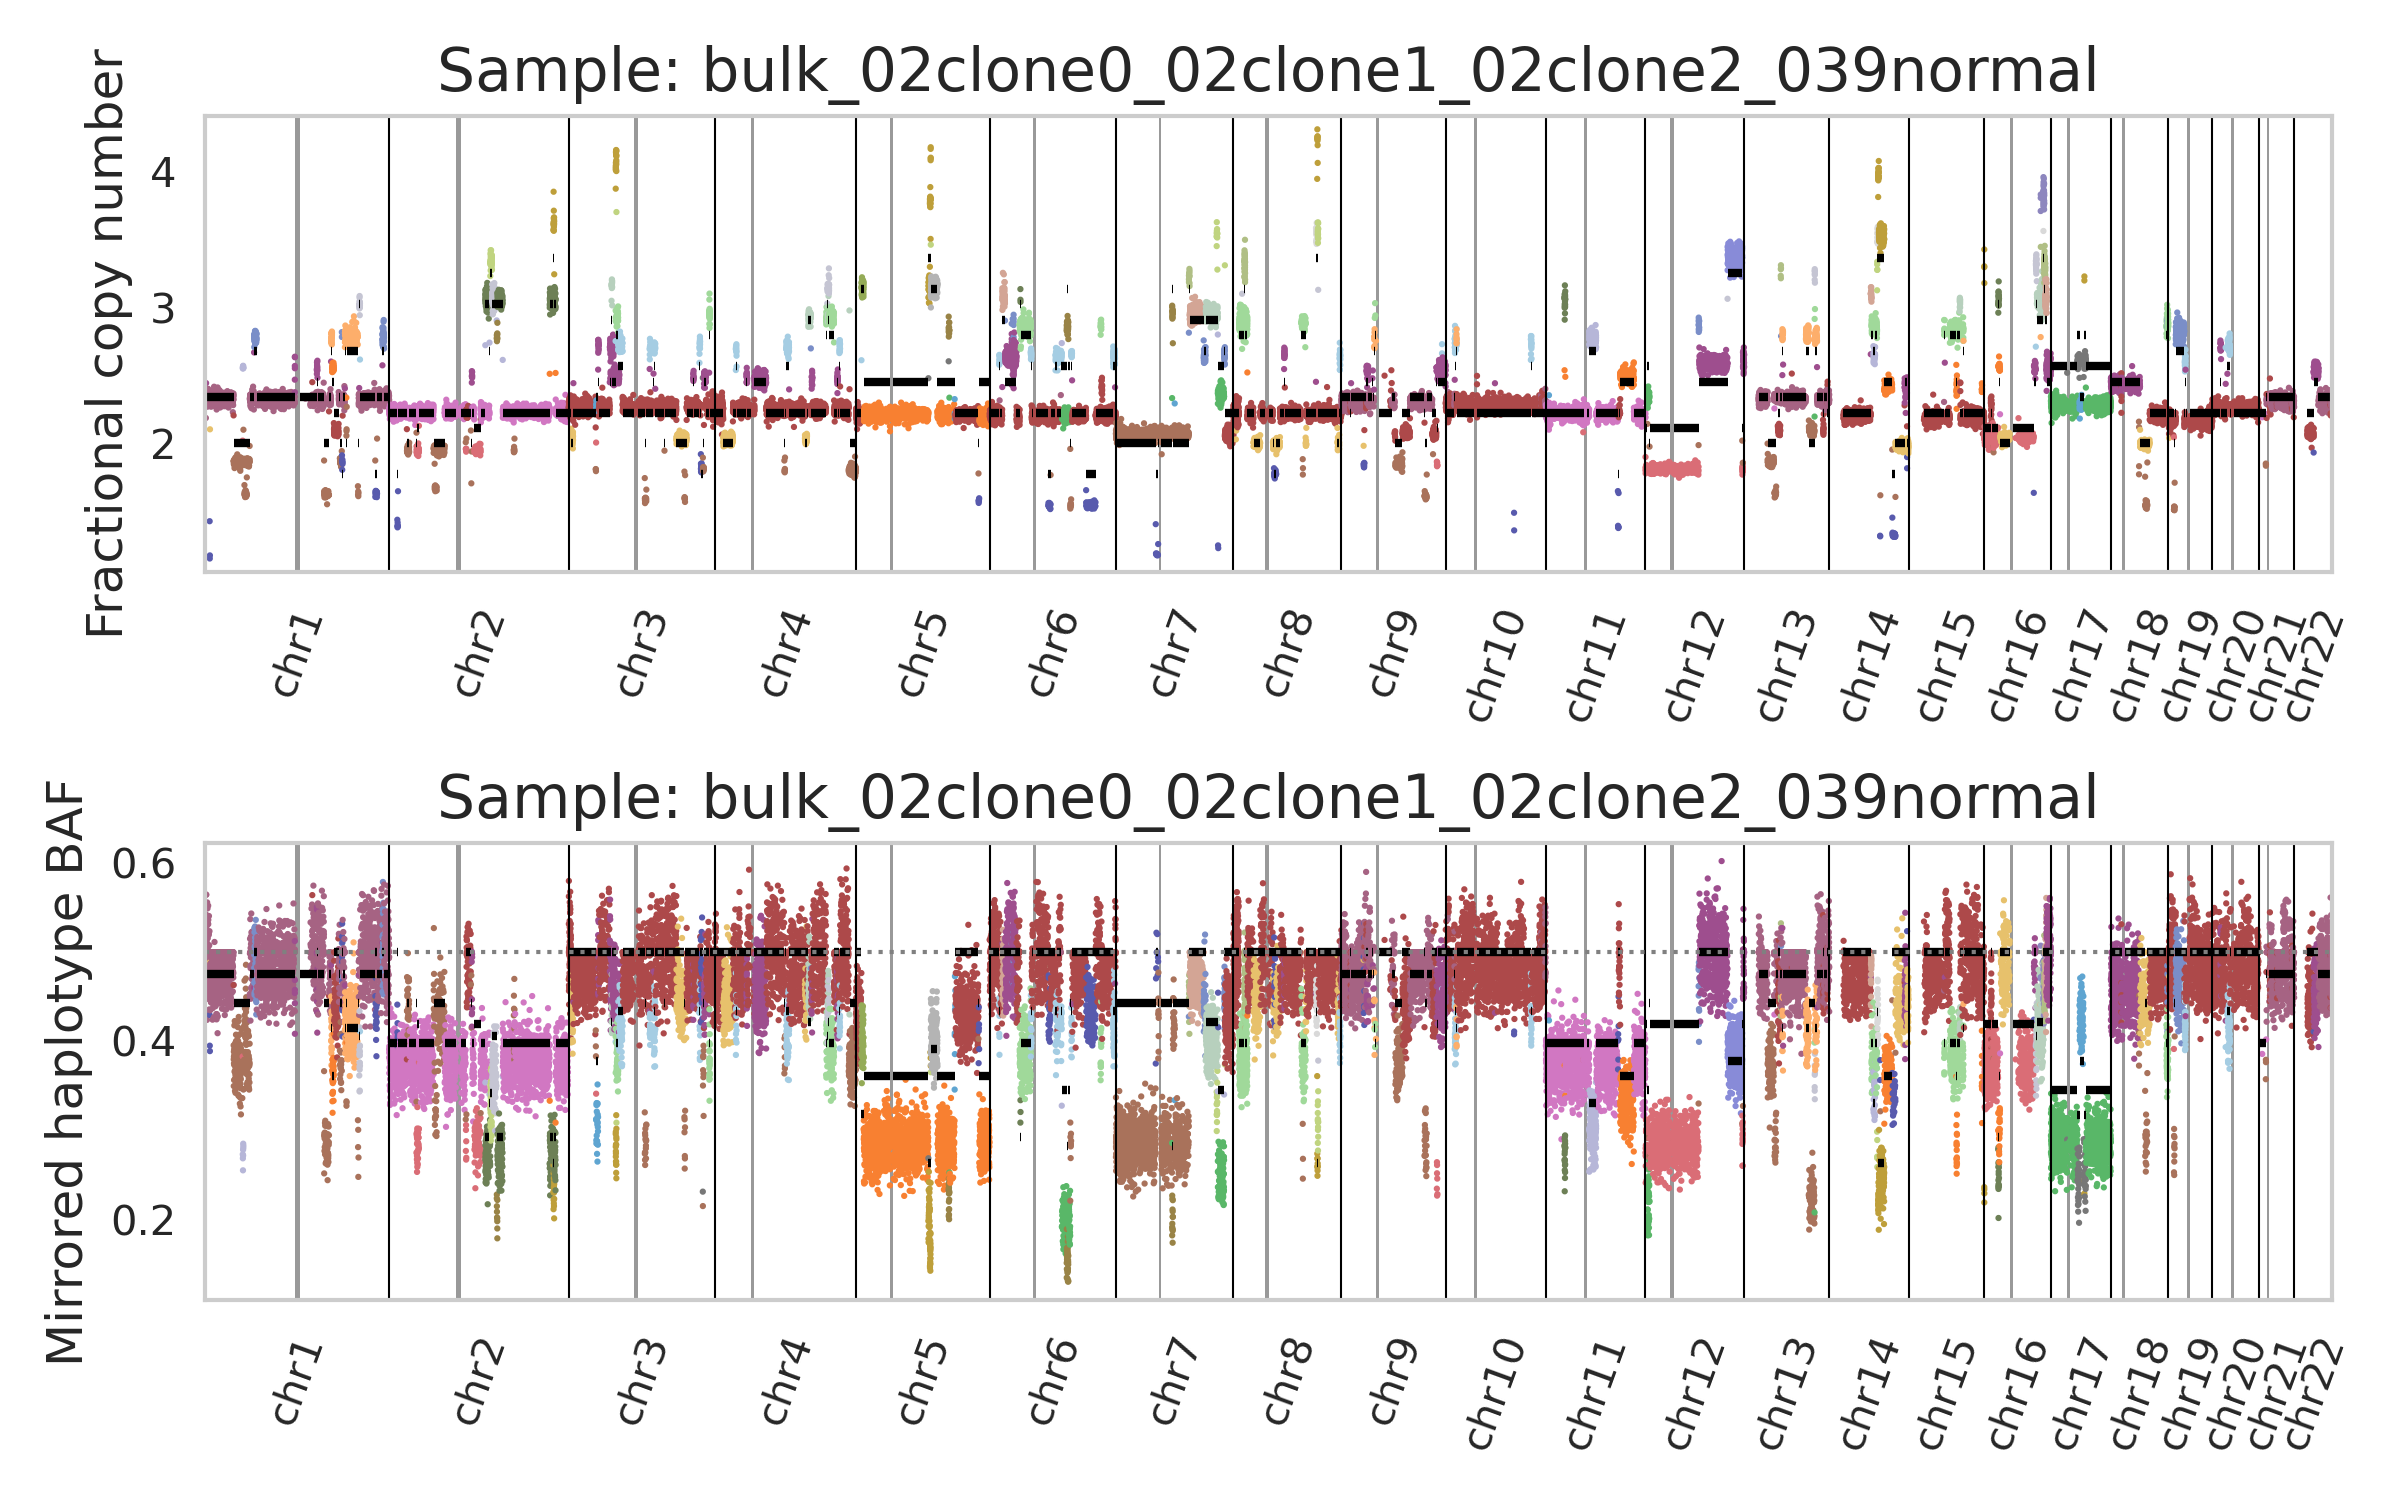 Sample: bulk_02clone0_02clone1_02clone2_039normal
Fractional copy number
4
3
2
chr1
chr2
chr3
chr4
chr5
chr6
chr7
chr8
chr9
chr10
chr11
chr12
chr13
chr14
chr15
chr16
chr17
chr18
chr19
chr20
chr21
chr22
Sample: bulk_02clone0_02clone1_02clone2_039normal
Mirrored haplotype BAF
0.6
0.4
0.2
chr1
chr2
chr3
chr4
chr5
chr6
chr7
chr8
chr9
chr10
chr11
chr12
chr13
chr14
chr15
chr16
chr17
chr18
chr19
chr20
chr21
chr22